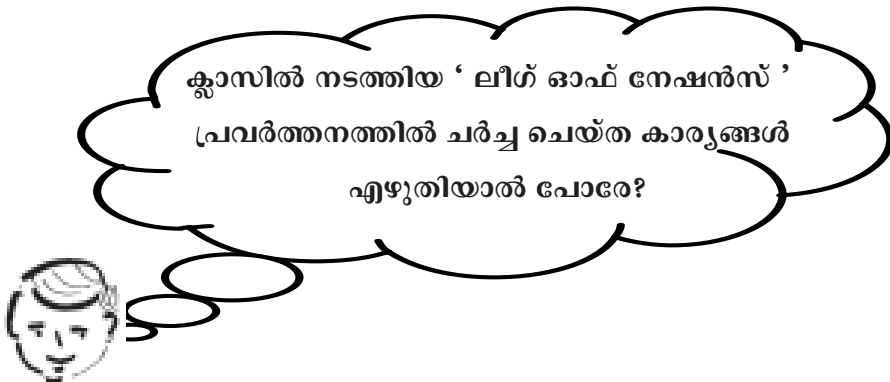 ക്ലാസിൽ നടത്തിയ ‘ ലീഗ് ഓഫ് നേഷൻസ് ’
പ്രവർത്തനത്തിൽ ചർച്ച ചെയ്ത കാര്യങ്ങൾ
എഴുതിയാൽ പോരേ?